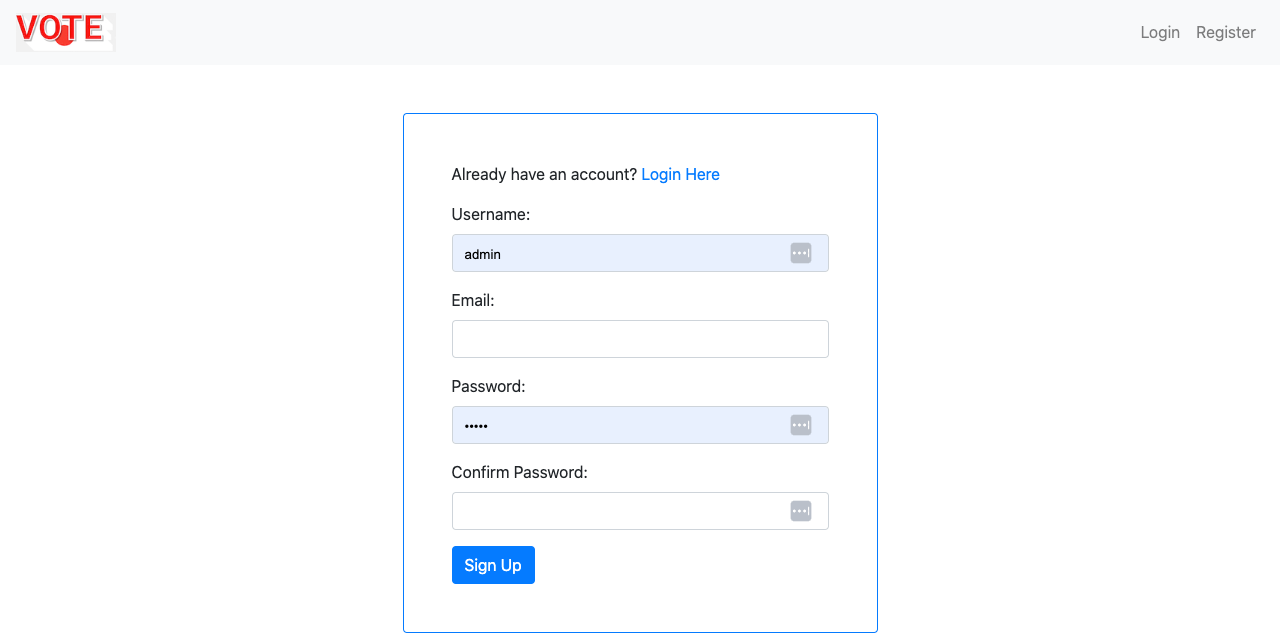 VOTE
Login Register
Already have an account? Login Here
Username:
admin
Email:
Password:
•••••
Confirm Password:
Sign Up